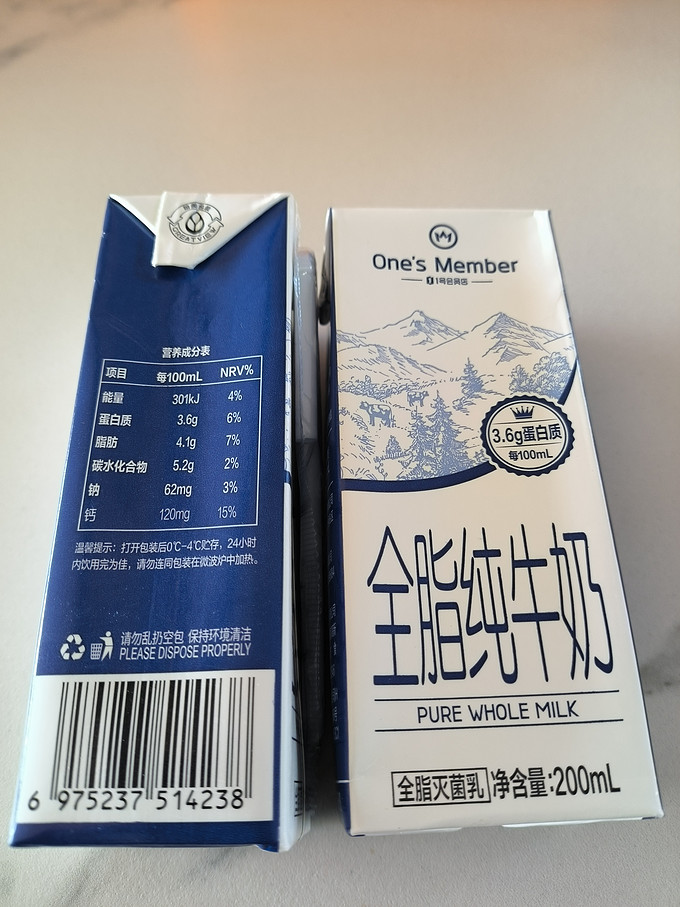 GREATVIEW
营养成分表
项目 每100mL NRV%
能量 301kJ 4%
蛋白质 3.6g 6%
脂肪 4.1g 7%
碳水化合物 5.2g 2%
钠 62mg 3%
钙 120mg 15%
温馨提示：打开包装后0℃-4℃贮存，24小时
内饮用完为佳，请勿连同包装在微波炉中加热。
请勿乱扔空包 保持环境清洁
PLEASE DISPOSE PROPERLY
6 975237 514238
One's Member
1号会员店
3.6g蛋白质
每100mL
全脂纯牛奶
PURE WHOLE MILK
全脂灭菌乳 净含量:200mL